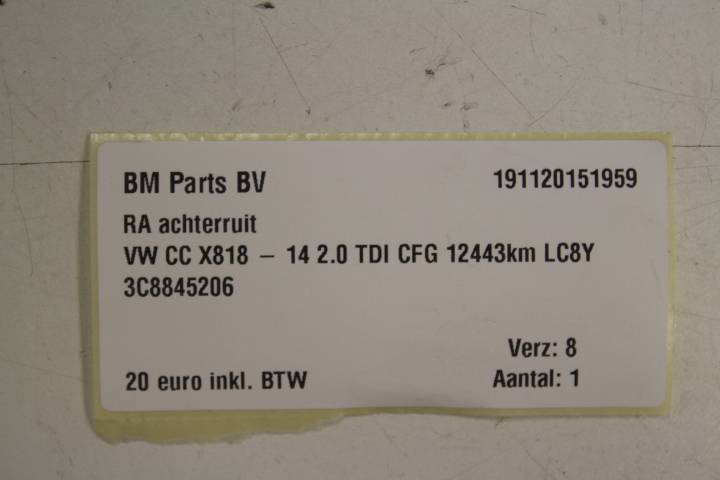 BM Parts BV 191120151959
RA achterruit
VW CC X818 – 14 2.0 TDI CFG 12443km LC8Y
3C8845206
Verz: 8
20 euro inkl. BTW Aantal: 1